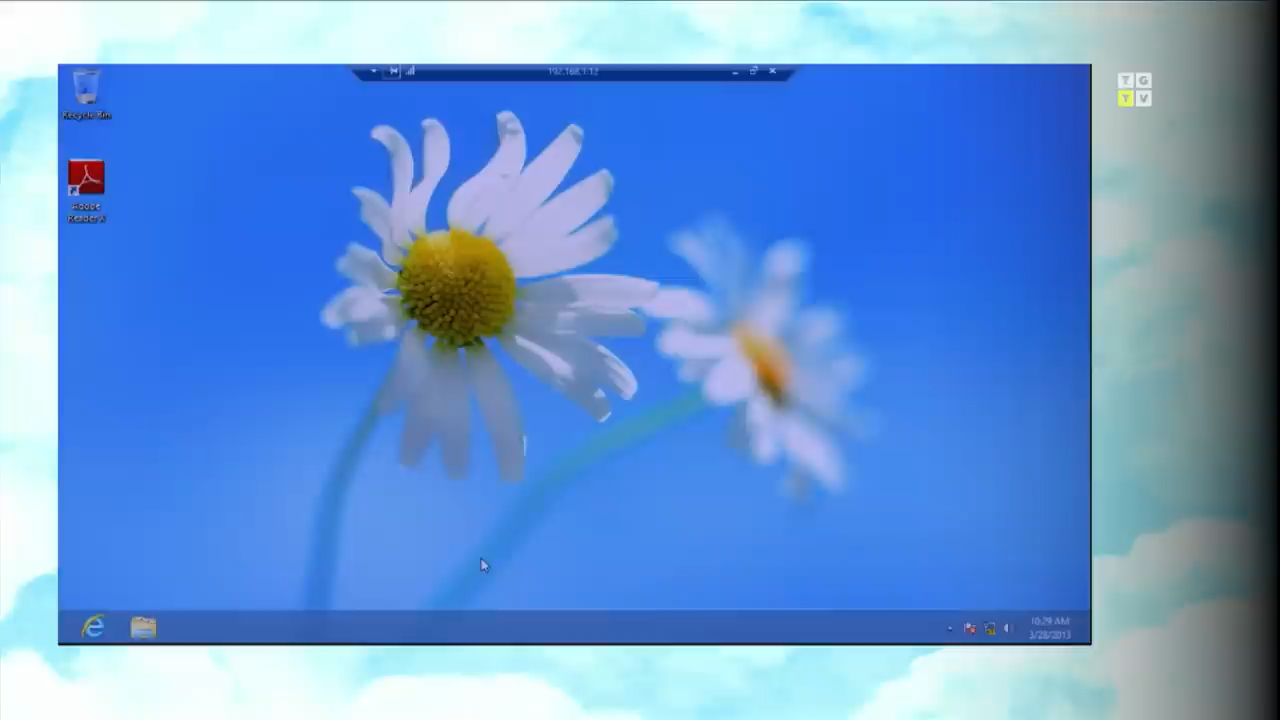 192.168.1.12
Recycle Bin
T G
T V
Adobe
Reader X
10:29 AM
3/28/2013